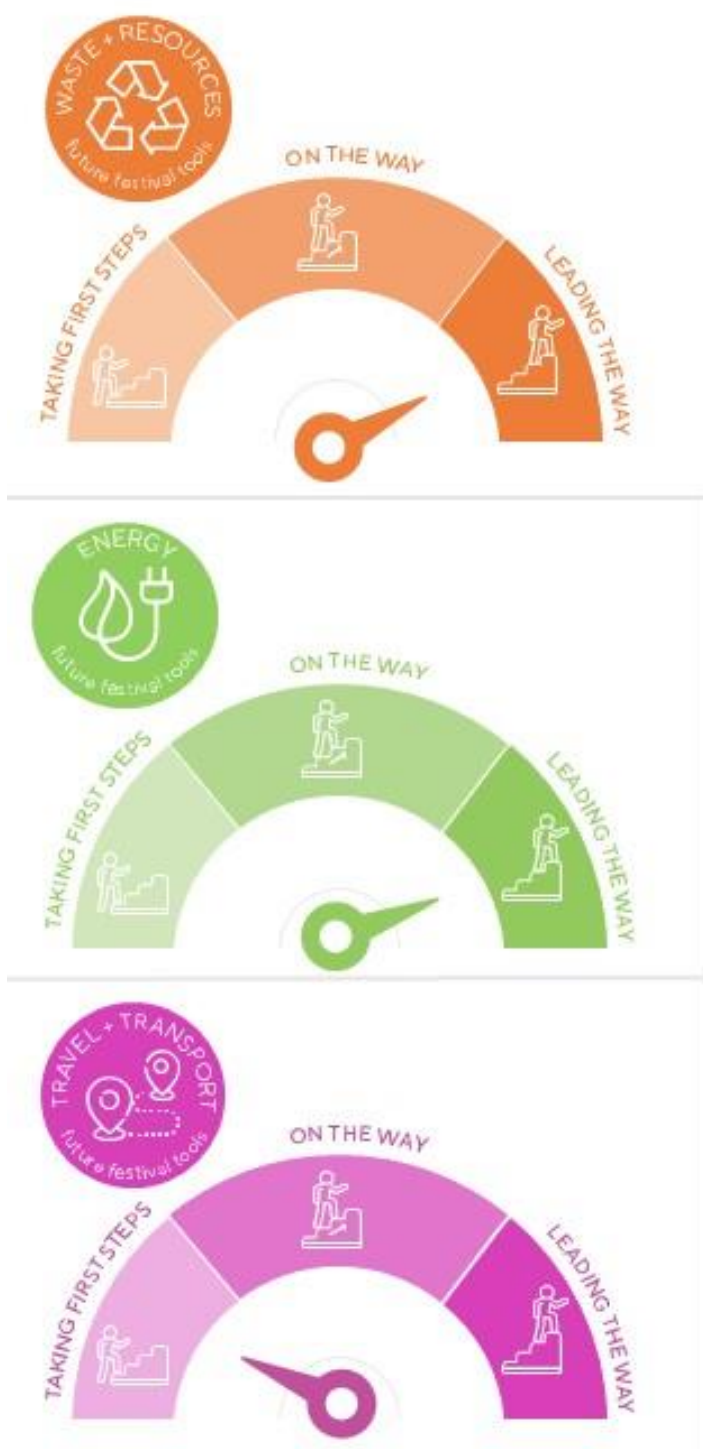 WASTE + RESOURCES
future festival tools
TAKING FIRST STEPS
ON THE WAY
LEADING THE WAY
ENERGY
future festival tools
TAKING FIRST STEPS
ON THE WAY
LEADING THE WAY
TRAVEL + TRANSPORT
future festival tools
TAKING FIRST STEPS
ON THE WAY
LEADING THE WAY